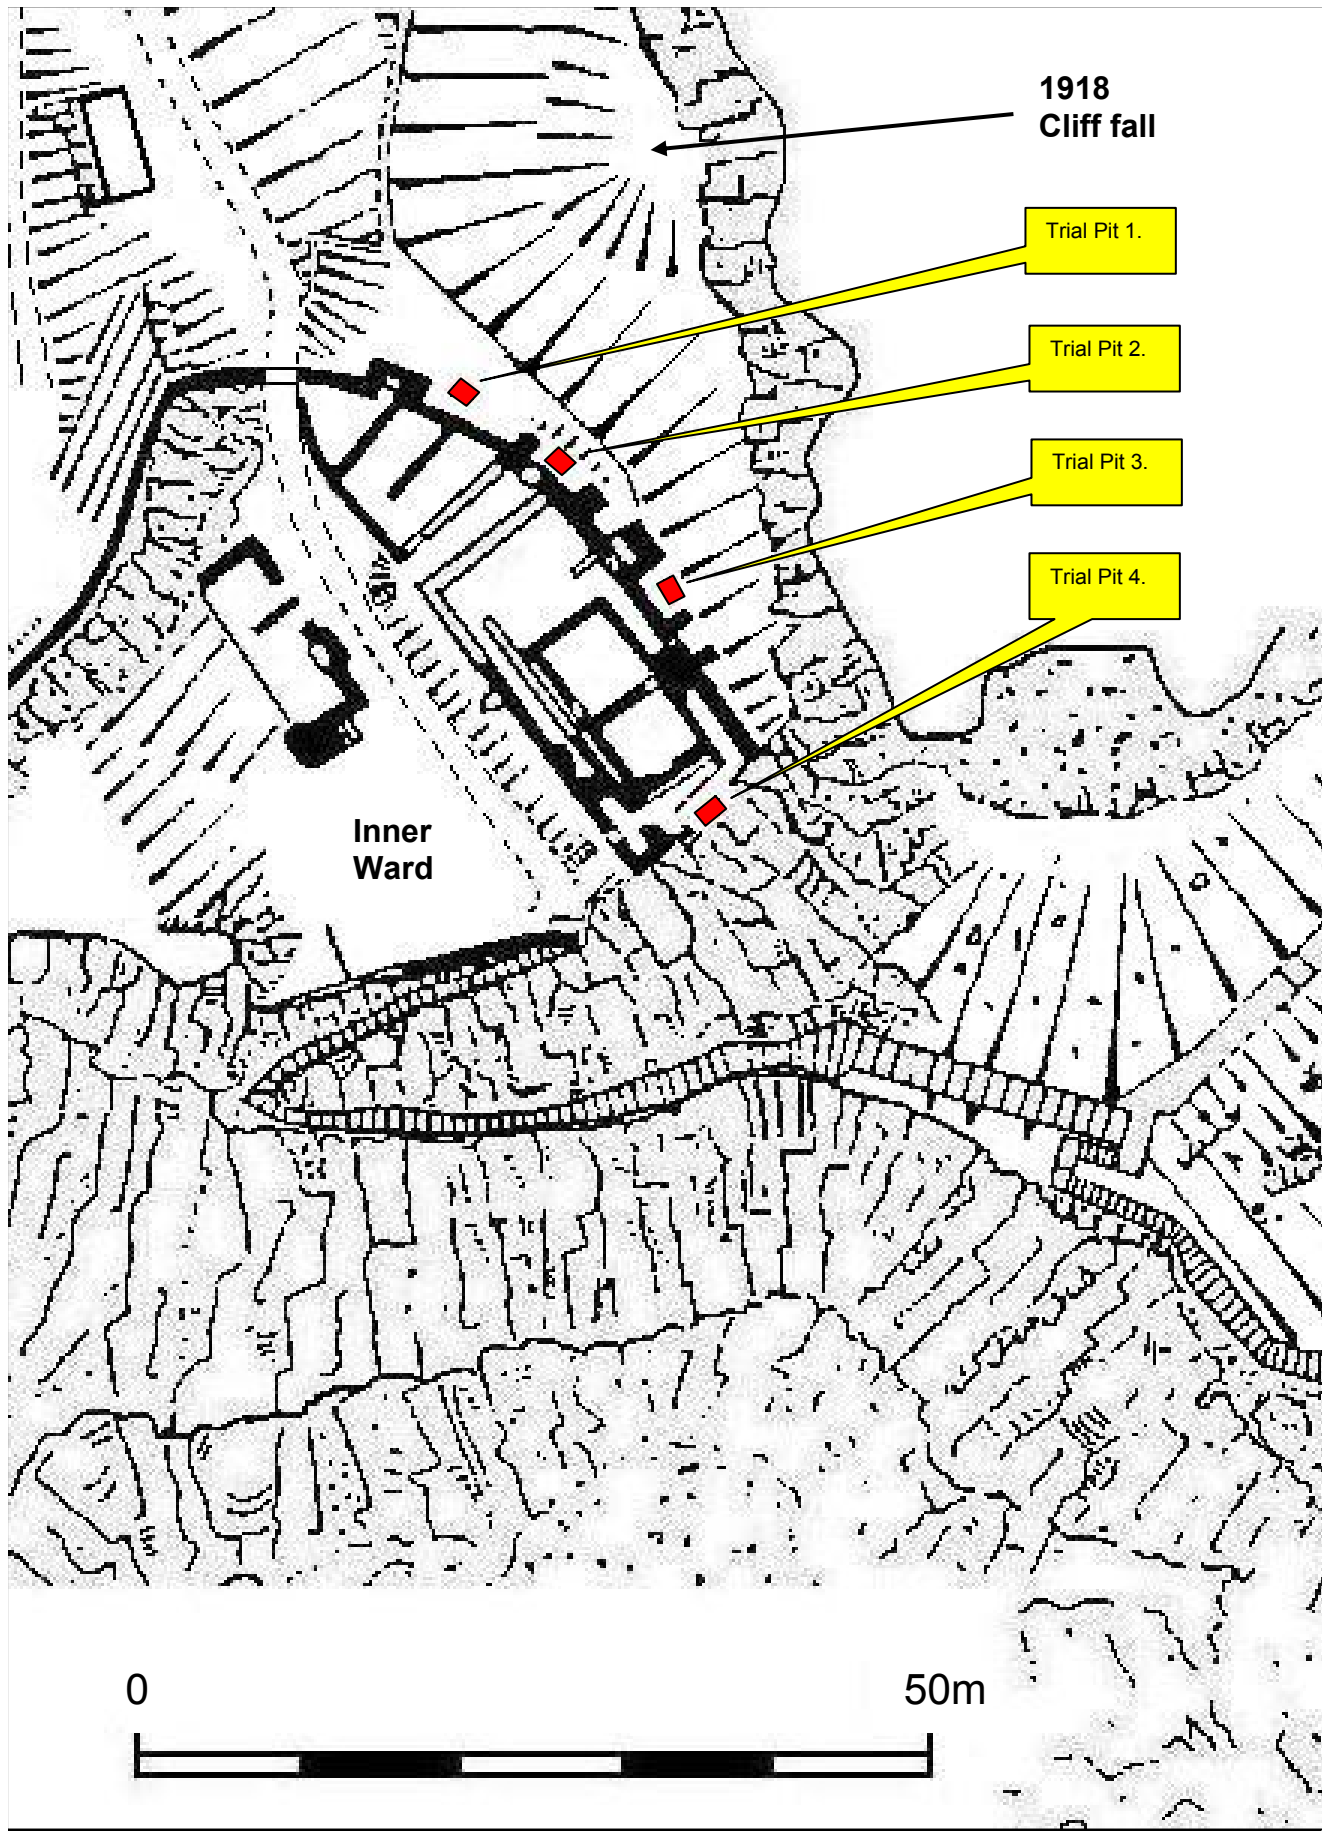 1918
Cliff fall
Trial Pit 1.
Trial Pit 2.
Trial Pit 3.
Trial Pit 4.
Inner
Ward
0 50m